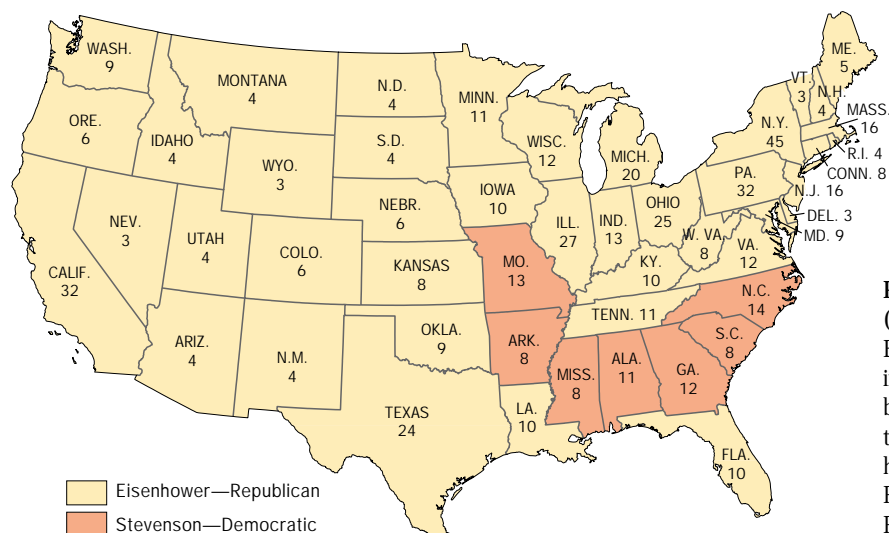 WASH.
9
ORE.
6
CALIF.
32
NEV.
3
IDAHO
4
MONTANA
4
WYO.
3
UTAH
4
COLO.
6
ARIZ.
4
N.M.
4
N.D.
4
S.D.
4
NEBR.
6
KANSAS
8
OKLA.
9
TEXAS
24
MINN.
11
IOWA
10
MO.
13
ARK.
8
LA.
10
WISC.
12
ILL.
27
MICH.
20
IND.
13
OHIO
25
KY.
10
TENN. 11
MISS.
8
ALA.
11
GA.
12
FLA.
10
S.C.
8
N.C.
14
VA.
12
W. VA.
8
PA.
32
N.Y.
45
VT.
3
N.H.
4
ME.
5
MASS.
16
R.I. 4
CONN. 8
N.J. 16
DEL. 3
MD. 9
Eisenhower—Republican
Stevenson—Democratic